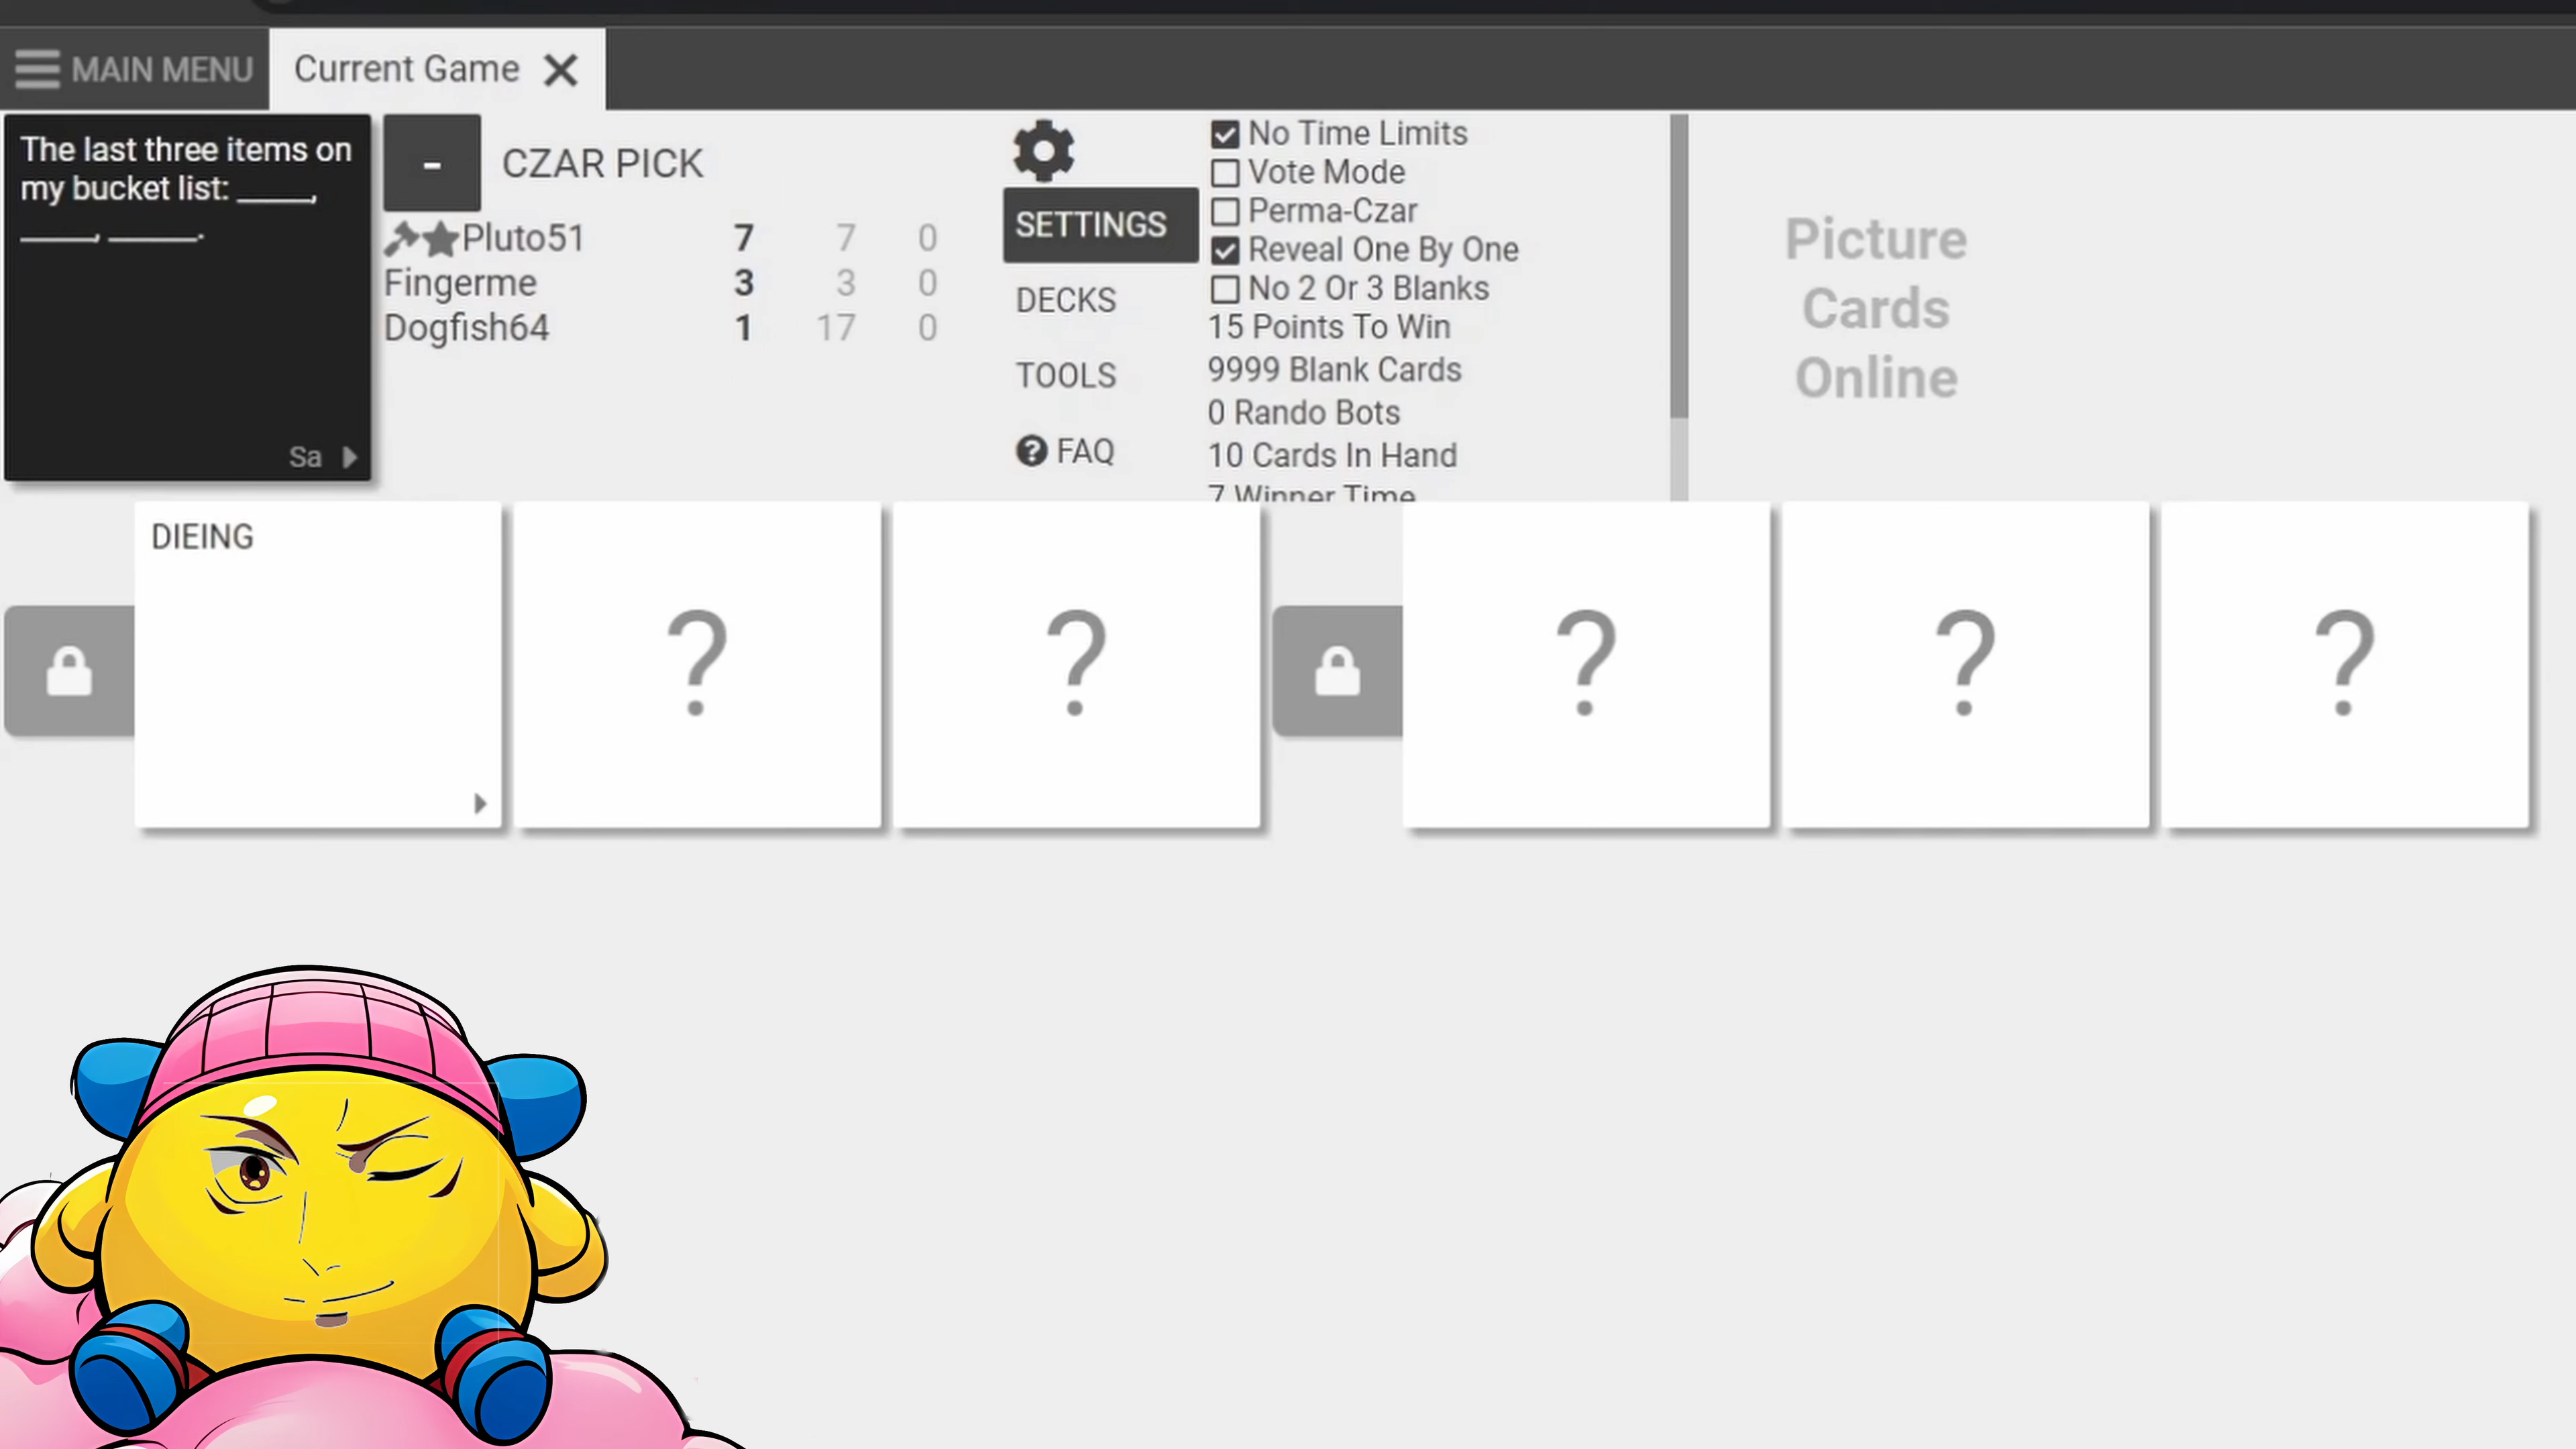 MAIN MENU
Current Game
The last three items on
my bucket list: _____,
_____, ______.
Sa
-
CZAR PICK
Pluto51 7 7 0
Fingerme 3 3 0
Dogfish64 1 17 0
SETTINGS
DECKS
TOOLS
FAQ
No Time Limits
Vote Mode
Perma-Czar
Reveal One By One
No 2 Or 3 Blanks
15 Points To Win
9999 Blank Cards
0 Rando Bots
10 Cards In Hand
7 Winner Time
Picture
Cards
Online
DIEING
? ? ? ? ?